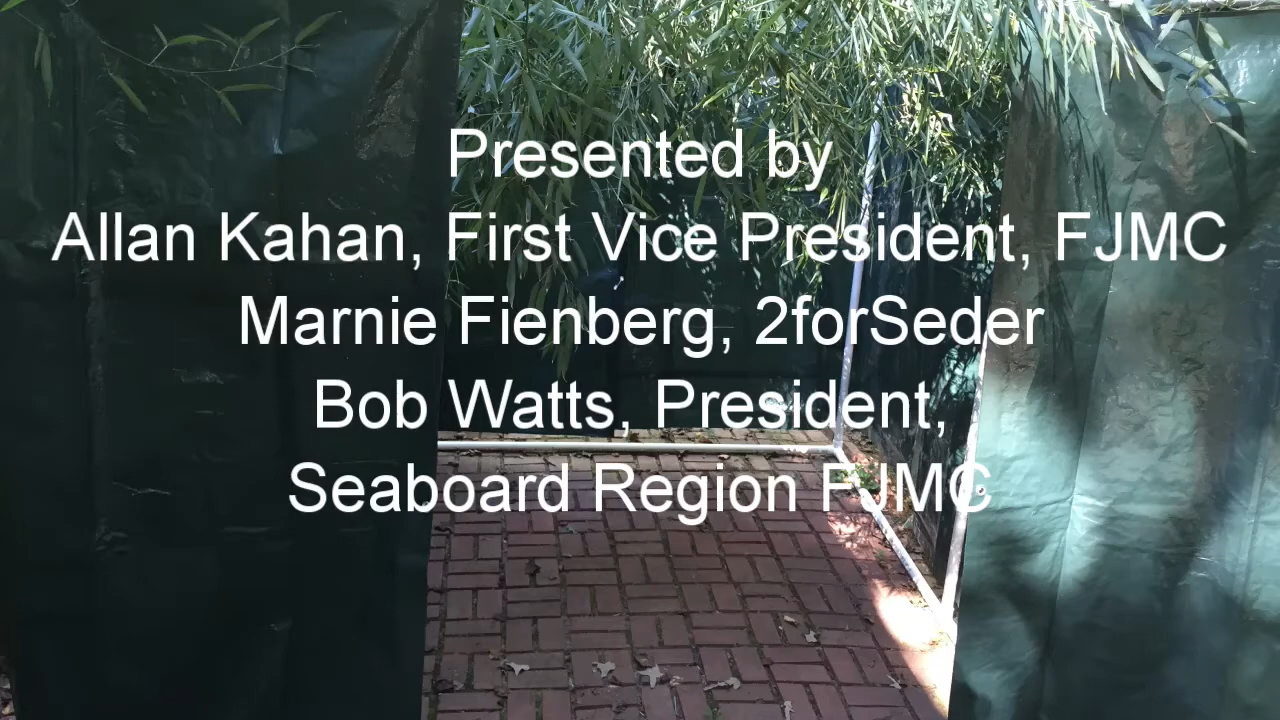 Presented by
Allan Kahan, First Vice President, FJMC
Marnie Fienberg, 2forSeder
Bob Watts, President,
Seaboard Region FJMC